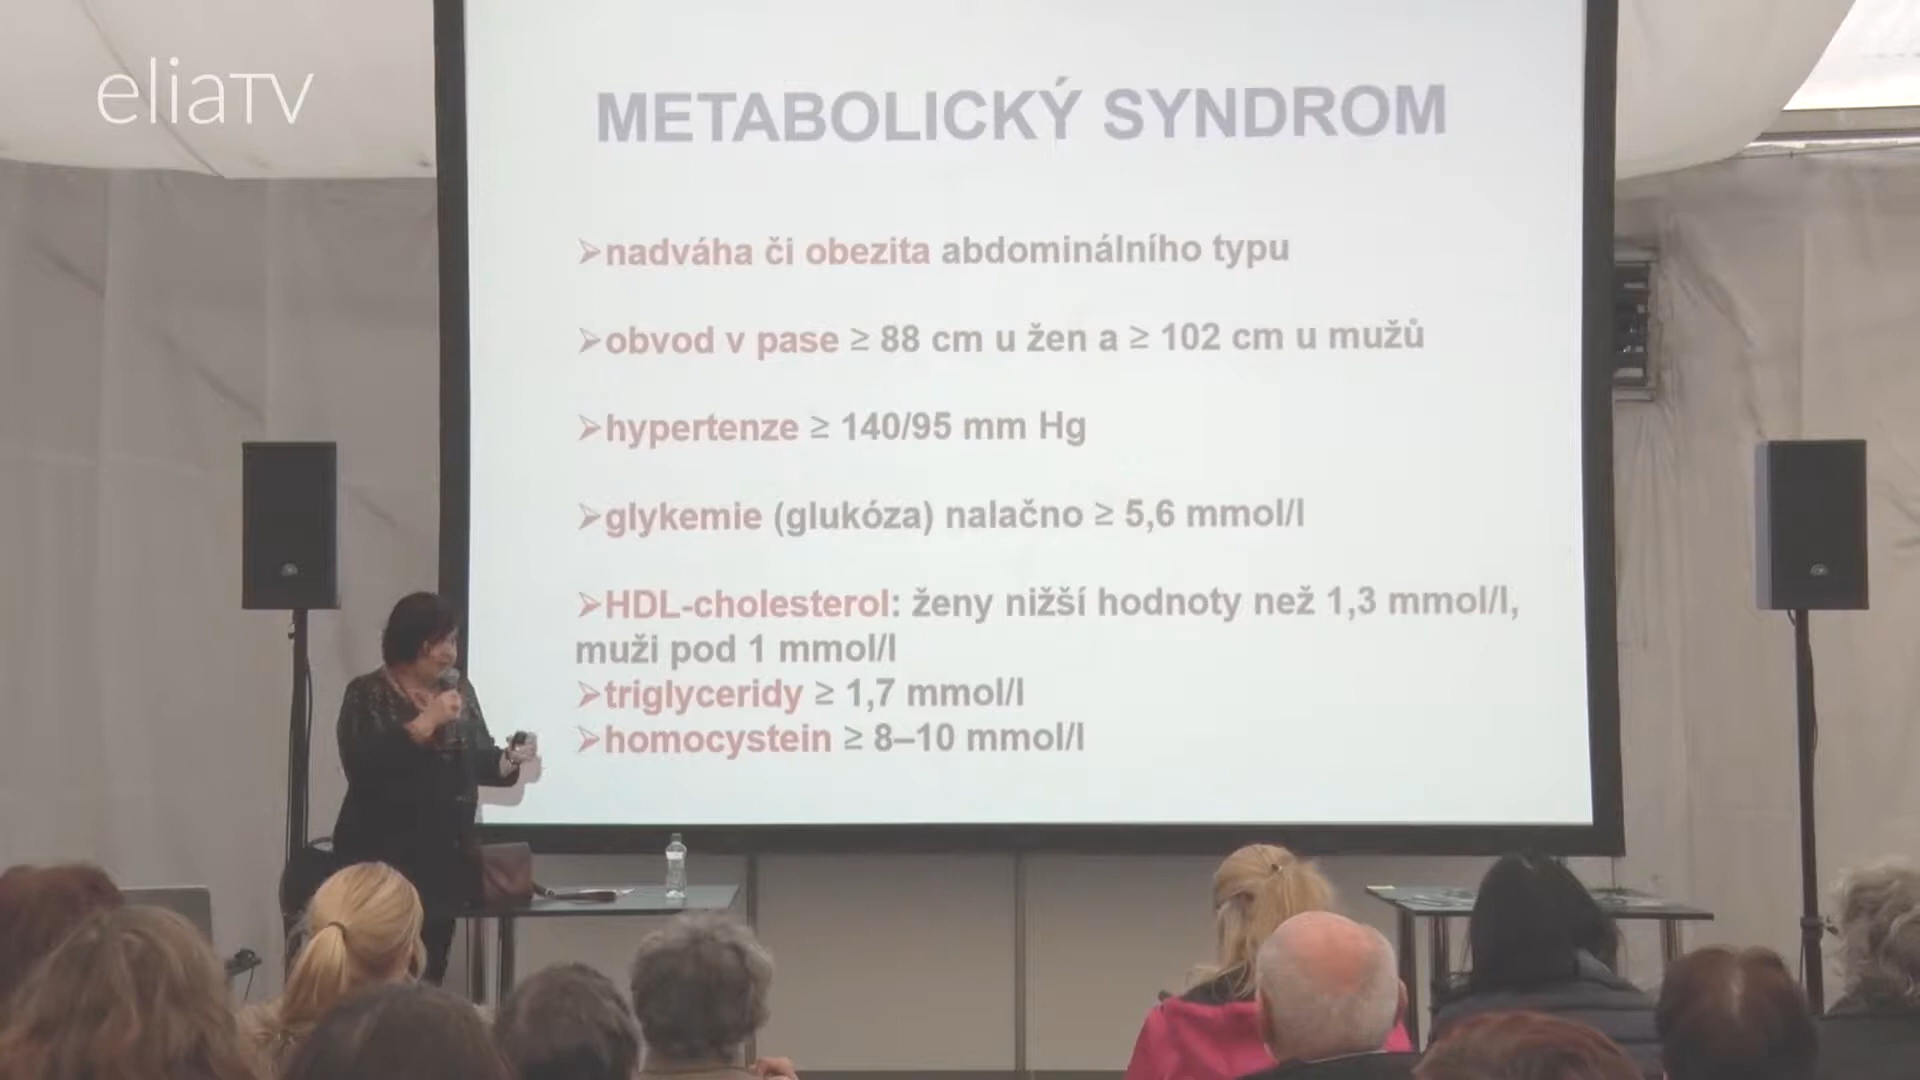 eliaTV
METABOLICKÝ SYNDROM
➢nadváha či obezita abdominálního typu
➢obvod v pase ≥ 88 cm u žen a ≥ 102 cm u mužů
➢hypertenze ≥ 140/95 mm Hg
➢glykemie (glukóza) nalačno ≥ 5,6 mmol/l
➢HDL-cholesterol: ženy nižší hodnoty než 1,3 mmol/l,
muži pod 1 mmol/l
➢triglyceridy ≥ 1,7 mmol/l
➢homocystein ≥ 8–10 mmol/l